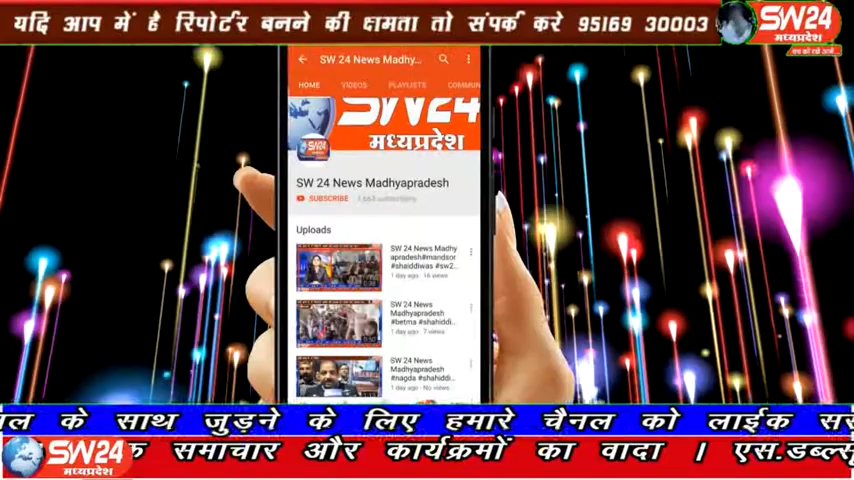 यदि आप में है रिपोर्टर बनने की क्षमता तो संपर्क करे 95169 30003
SW24
मध्यप्रदेश
SW 24 News Madhy...
HOME VIDEOS PLAYLISTS COMMUN
SW24
मध्यप्रदेश
SW24
SW 24 News Madhyapradesh
SUBSCRIBE
Uploads
SW 24 News Madhy
apradesh#mandsor
#shaiddiwas #sw2...
1 day ago · 16 views
SW 24 News
Madhyapradesh
#betma #shahiddi...
1 day ago · 7 views
SW 24 News
Madhyapradesh
#nagda #shahiddi...
1 day ago · No views
के साथ जुड़ने के लिए हमारे चैनल को लाईक
SW24
मध्यप्रदेश
समाचार और कार्यक्रमों का वादा । एस.डब्ल्यू